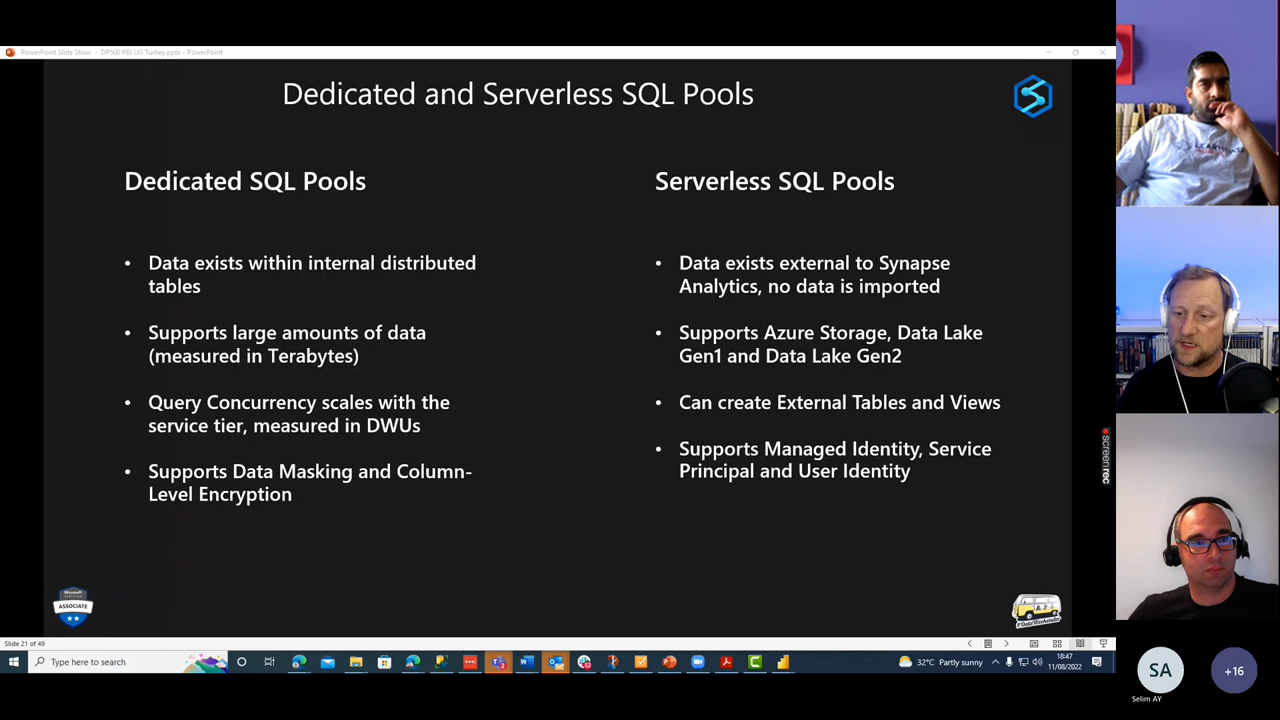 PowerPoint Slide Show - DP500 PBI UG Turkey.pptx - PowerPoint
Dedicated and Serverless SQL Pools
Dedicated SQL Pools
• Data exists within internal distributed
tables
• Supports large amounts of data
(measured in Terabytes)
• Query Concurrency scales with the
service tier, measured in DWUs
• Supports Data Masking and Column-
Level Encryption
Serverless SQL Pools
• Data exists external to Synapse
Analytics, no data is imported
• Supports Azure Storage, Data Lake
Gen1 and Data Lake Gen2
• Can create External Tables and Views
• Supports Managed Identity, Service
Principal and User Identity
Microsoft
CERTIFIED
ASSOCIATE
#DataWeekender
screenrec
Slide 21 of 49
Type here to search
32°C Partly sunny
18:47
11/08/2022
SA
Selim AY
+16